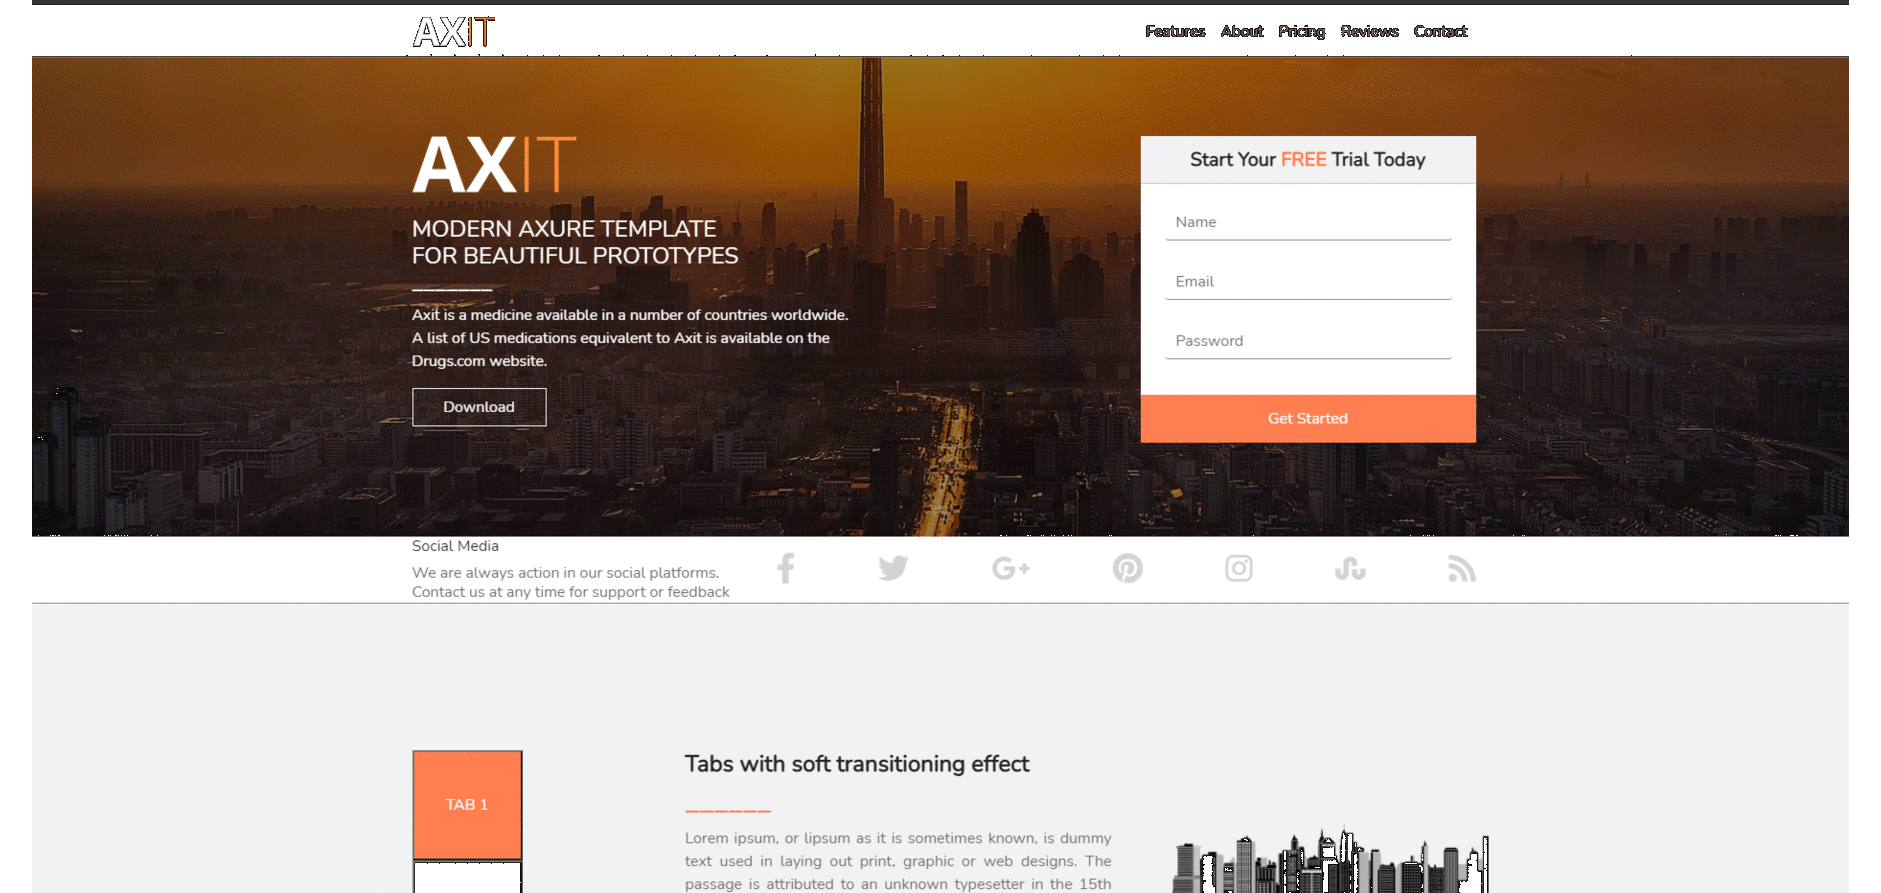 AXIT
Features About Pricing Reviews Contact
AXIT
MODERN AXURE TEMPLATE
FOR BEAUTIFUL PROTOTYPES
Axit is a medicine available in a number of countries worldwide.
A list of US medications equivalent to Axit is available on the
Drugs.com website.
Download
Start Your FREE Trial Today
Name
Email
Password
Get Started
Social Media
We are always action in our social platforms.
Contact us at any time for support or feedback
TAB 1
Tabs with soft transitioning effect
Lorem ipsum, or lipsum as it is sometimes known, is dummy
text used in laying out print, graphic or web designs. The
passage is attributed to an unknown typesetter in the 15th